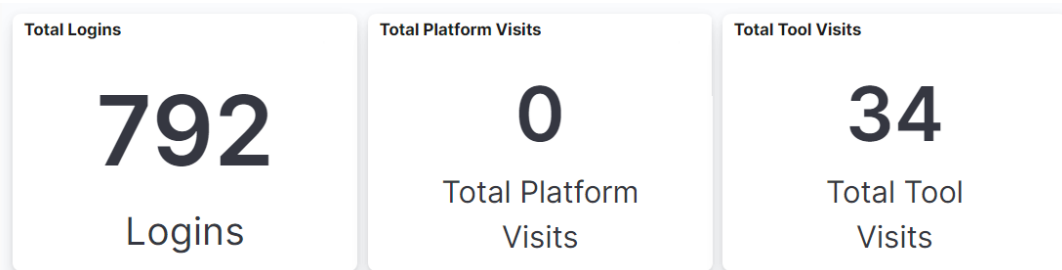 Total Logins
792
Logins
Total Platform Visits
0
Total Platform
Visits
Total Tool Visits
34
Total Tool
Visits